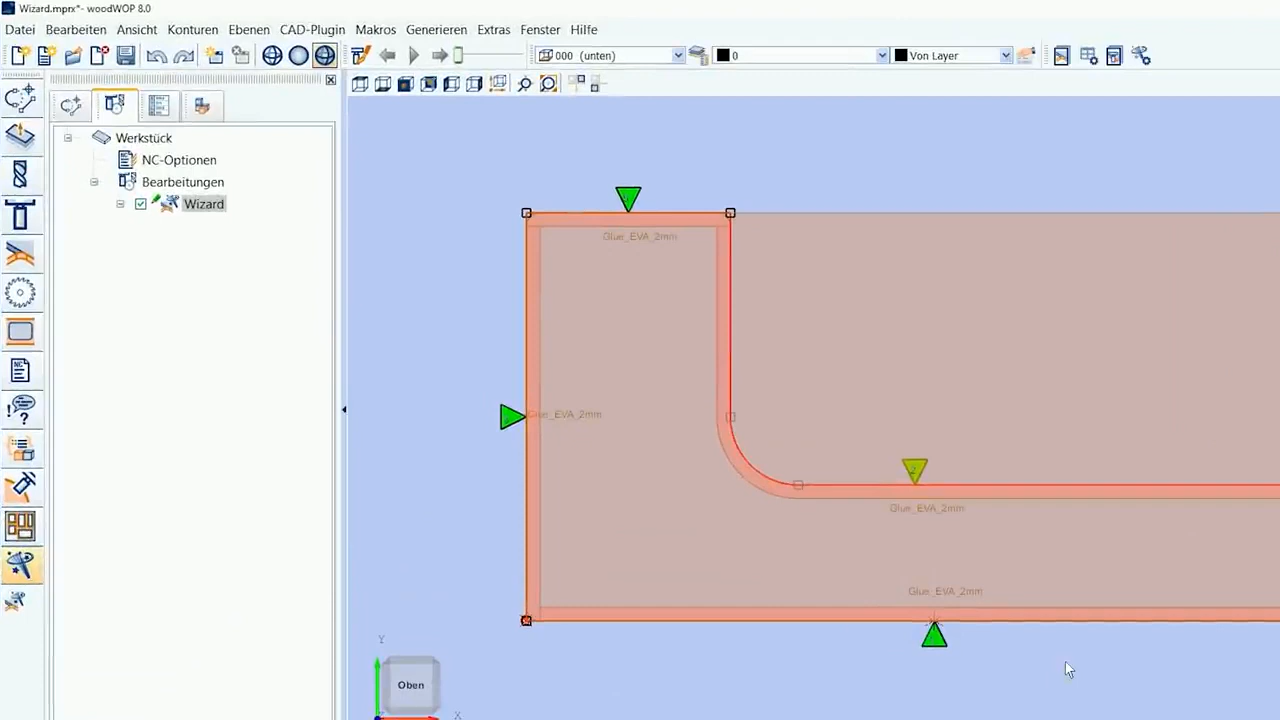 Wizard.mprx*- woodWOP 8.0
Datei Bearbeiten Ansicht Konturen Ebenen CAD-Plugin Makros Generieren Extras Fenster Hilfe
000 (unten) 0 Von Layer
Werkstück
NC-Optionen
Bearbeitungen
Wizard
Glue_EVA_2mm
Glue_EVA_2mm
2
Glue_EVA_2mm
Glue_EVA_2mm
Y
Oben
X